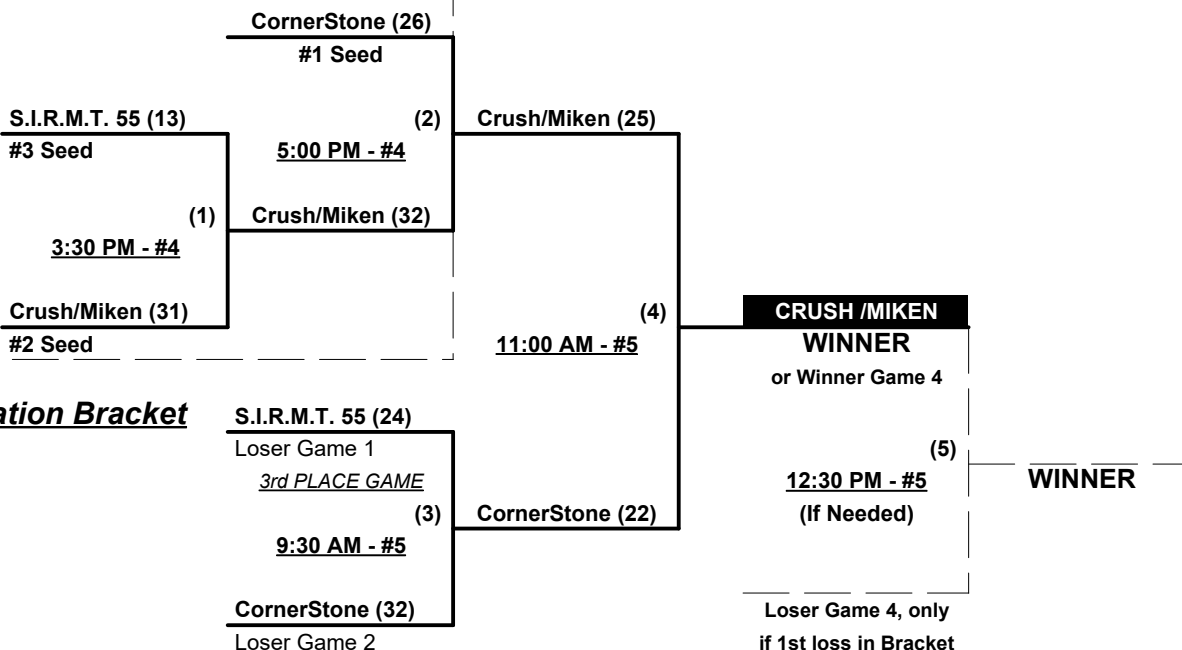 CornerStone (26)
#1 Seed
S.I.R.M.T. 55 (13)
(2)
Crush/Miken (25)
#3 Seed
5:00 PM - #4
(1)
Crush/Miken (32)
3:30 PM - #4
Crush/Miken (31)
(4)
CRUSH /MIKEN
#2 Seed
11:00 AM - #5
WINNER
or Winner Game 4
Bracket
S.I.R.M.T. 55 (24)
Loser Game 1
(5)
3rd PLACE GAME
12:30 PM - #5
WINNER
(3)
CornerStone (22)
(If Needed)
9:30 AM - #5
CornerStone (32)
Loser Game 4, only
Loser Game 2
if 1st loss in Bracket